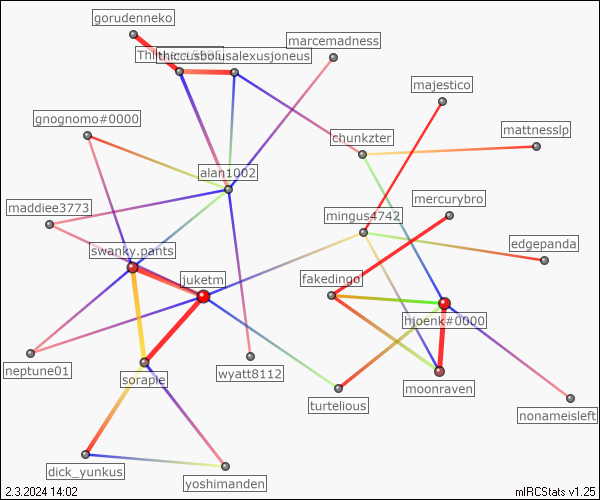 gorudenneko
marcemadness
thiccusbolusalexusjoneus
majestico
gnognomo#0000
chunkzter
mattnesslp
alan1002
mercurybro
maddiee3773
mingus4742
edgepanda
swanky.pants
juketm
fakedingo
hjoenk#0000
neptune01
sorapie
wyatt8112
moonraven
turtelious
nonameisleft
dick_yunkus
yoshimanden
2.3.2024 14:02
mIRCStats v1.25